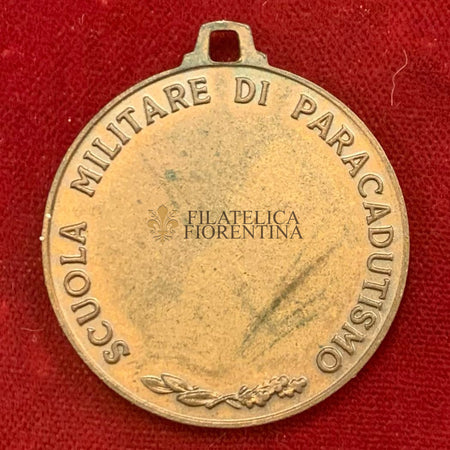 SCUOLA MILITARE DI PARACADUTISMO
FILATELICA
FIORENTINA